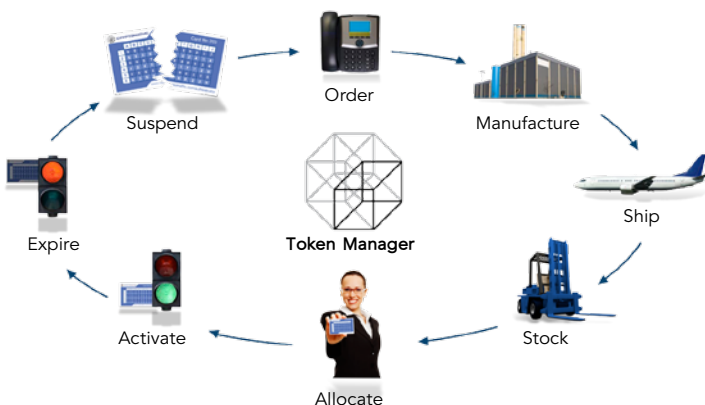 Order
Manufacture
Ship
Stock
Allocate
Activate
Expire
Suspend
Token Manager